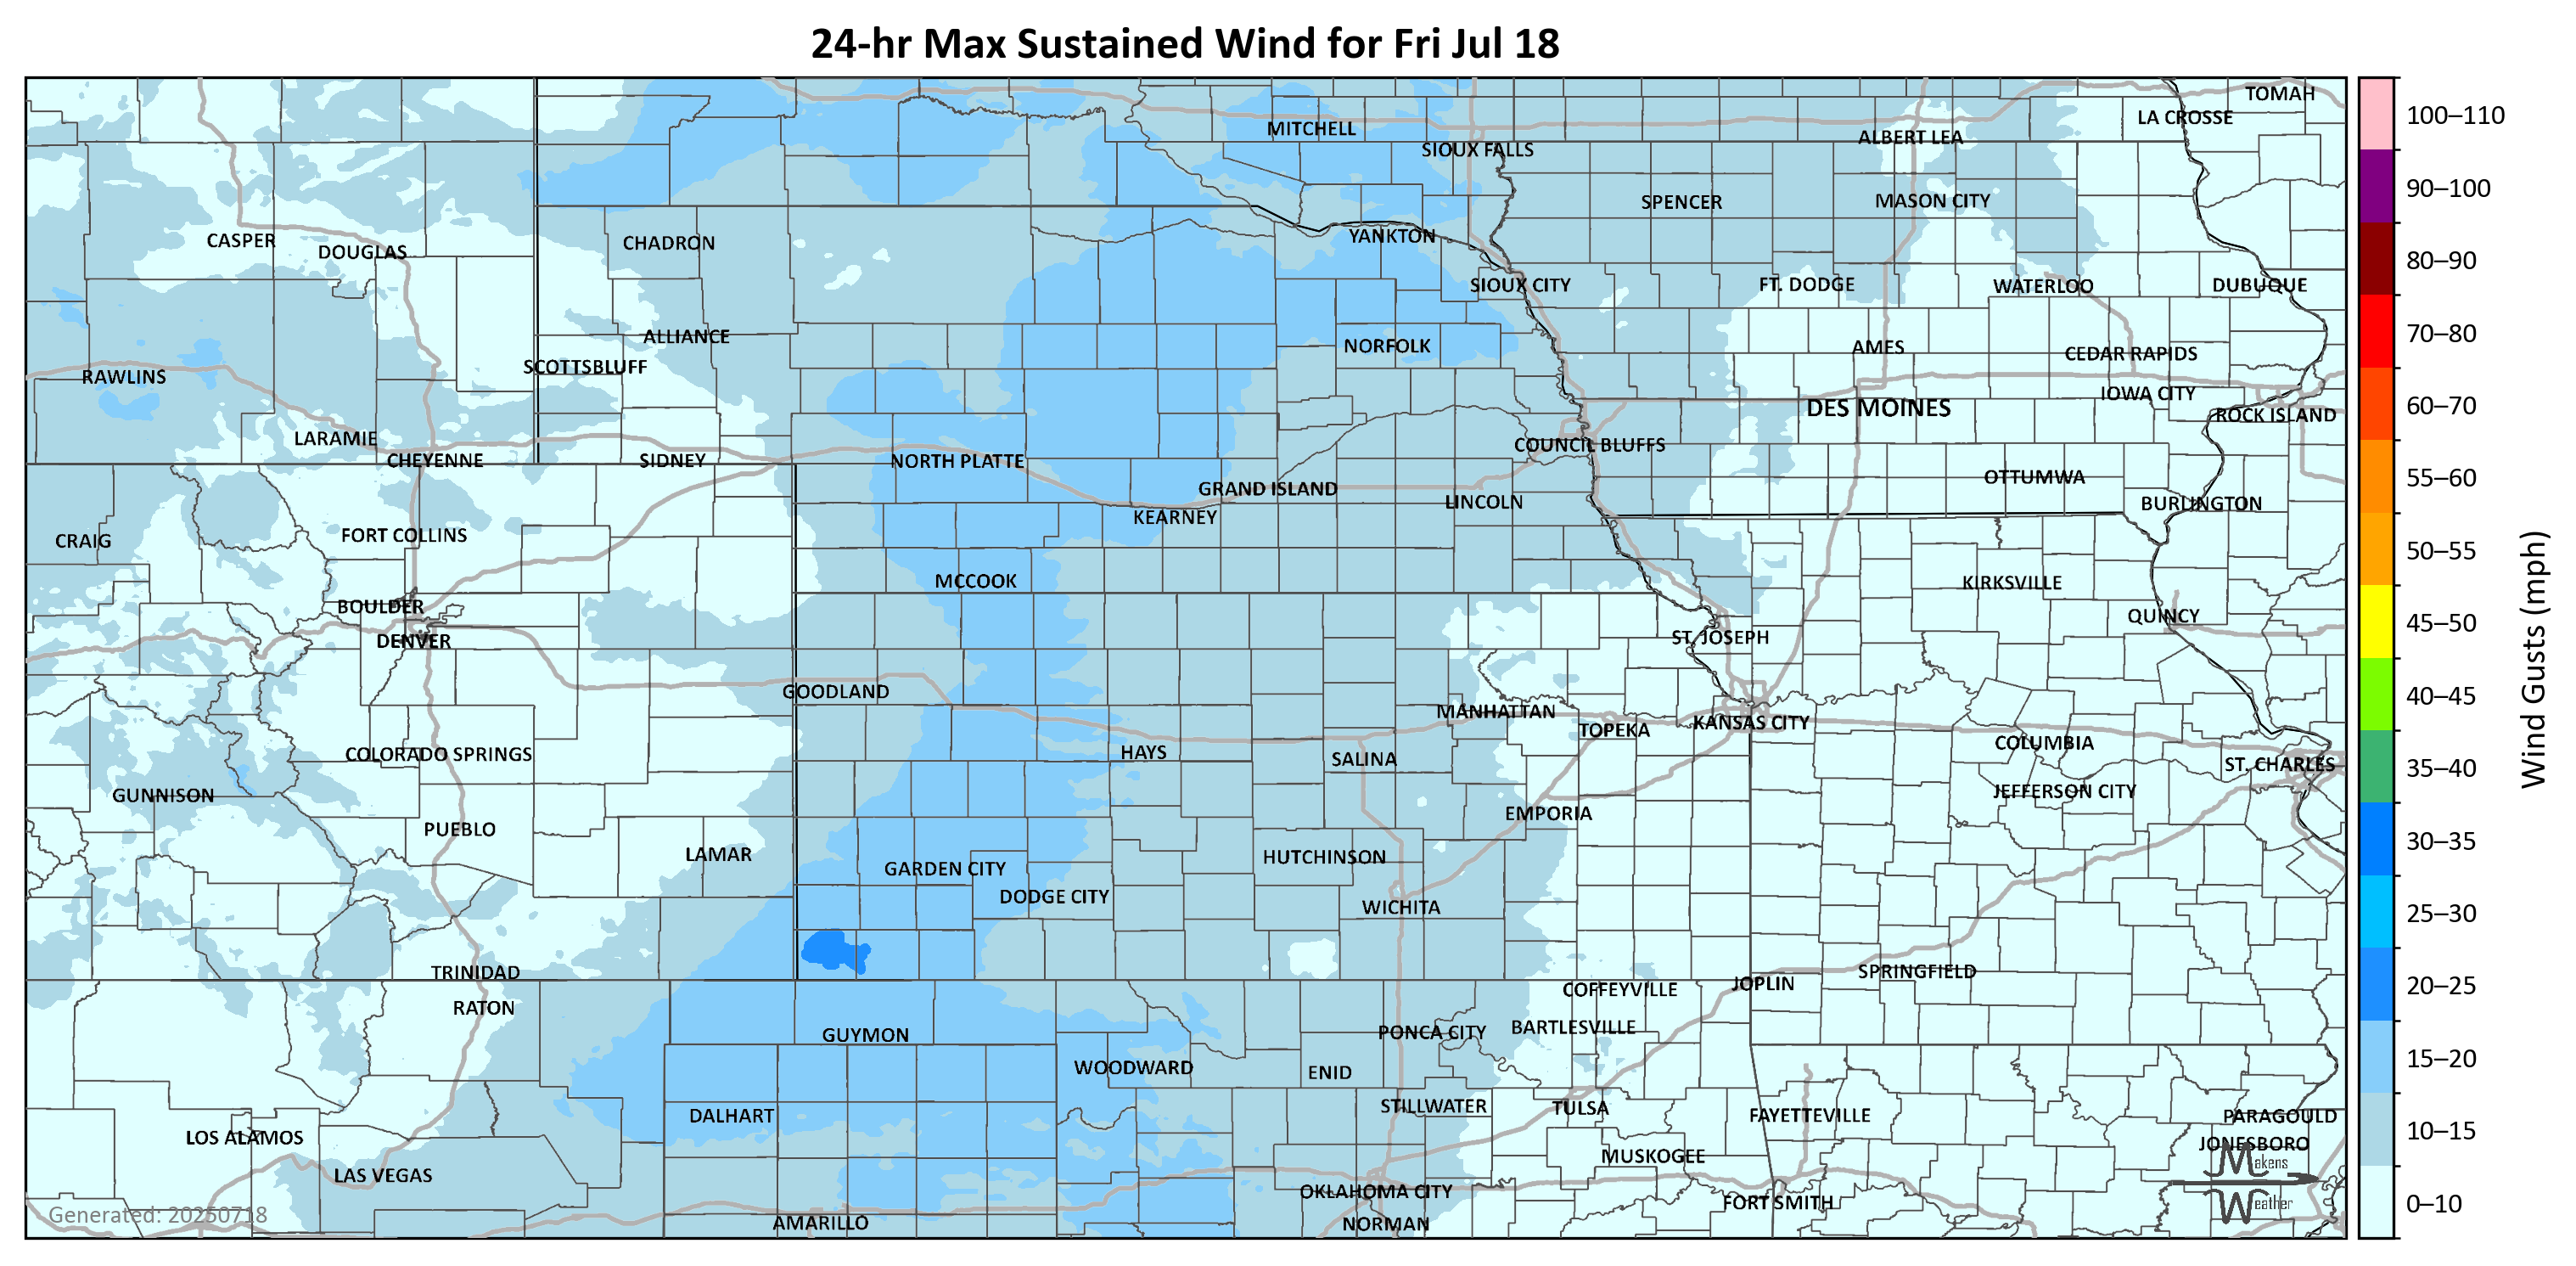 24-hr Max Sustained Wind for Fri Jul 18
TOMAH
LA CROSSE
MITCHELL
ALBERT LEA
SIOUX FALLS
SPENCER
MASON CITY
CASPER
DOUGLAS
CHADRON
YANKTON
SIOUX CITY
FT. DODGE
WATERLOO
DUBUQUE
ALLIANCE
NORFOLK
AMES
CEDAR RAPIDS
SCOTTSBLUFF
RAWLINS
IOWA CITY
DES MOINES
ROCK ISLAND
LARAMIE
COUNCIL BLUFFS
CHEYENNE
SIDNEY
NORTH PLATTE
OTTUMWA
GRAND ISLAND
LINCOLN
BURLINGTON
KEARNEY
FORT COLLINS
CRAIG
MCCOOK
KIRKSVILLE
BOULDER
QUINCY
DENVER
ST. JOSEPH
GOODLAND
MANHATTAN
KANSAS CITY
TOPEKA
COLUMBIA
COLORADO SPRINGS
HAYS
SALINA
ST. CHARLES
GUNNISON
JEFFERSON CITY
EMPORIA
PUEBLO
LAMAR
HUTCHINSON
GARDEN CITY
DODGE CITY
WICHITA
TRINIDAD
SPRINGFIELD
JOPLIN
COFFEYVILLE
RATON
BARTLESVILLE
GUYMON
PONCA CITY
WOODWARD
ENID
STILLWATER
TULSA
DALHART
FAYETTEVILLE
PARAGOULD
LOS ALAMOS
JONESBORO
MUSKOGEE
LAS VEGAS
OKLAHOMA CITY
FORT SMITH
AMARILLO
NORMAN
Makens
Weather
Generated: 20250718
100–110
90–100
80–90
70–80
60–70
55–60
50–55
45–50
40–45
35–40
30–35
25–30
20–25
15–20
10–15
0–10
Wind Gusts (mph)